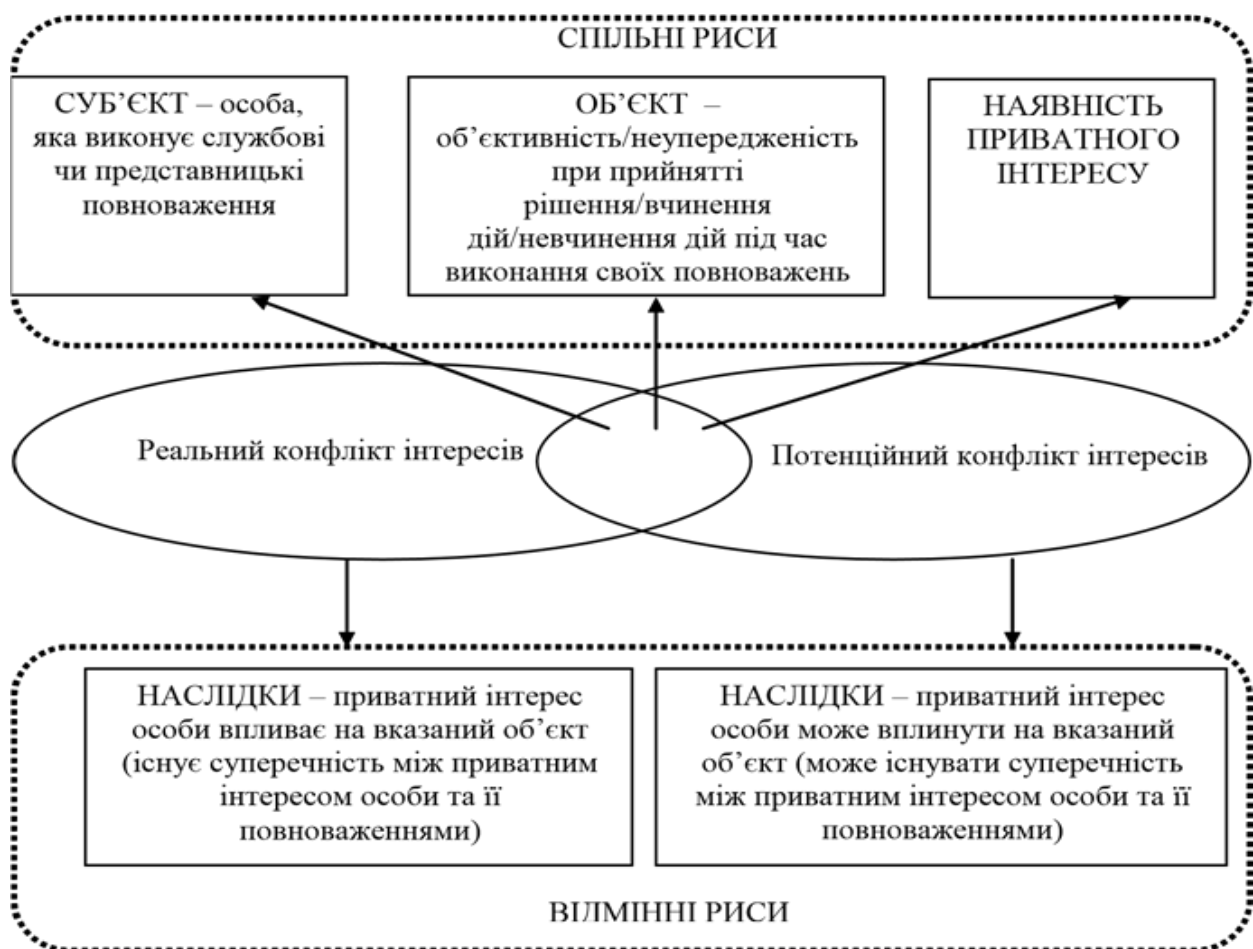 СПІЛЬНІ РИСИ
СУБ’ЄКТ – особа,
яка виконує службові
чи представницькі
повноваження
ОБ’ЄКТ –
об’єктивність/неупередженість
при прийнятті
рішення/вчинення
дій/невчинення дій під час
виконання своїх повноважень
НАЯВНІСТЬ
ПРИВАТНОГО
ІНТЕРЕСУ
Реальний конфлікт інтересів
Потенційний конфлікт інтересів
НАСЛІДКИ – приватний інтерес
особи впливає на вказаний об’єкт
(існує суперечність між приватним
інтересом особи та її
повноваженнями)
НАСЛІДКИ – приватний інтерес
особи може вплинути на вказаний
об’єкт (може існувати суперечність
між приватним інтересом особи та її
повноваженнями)
ВІДМІННІ РИСИ